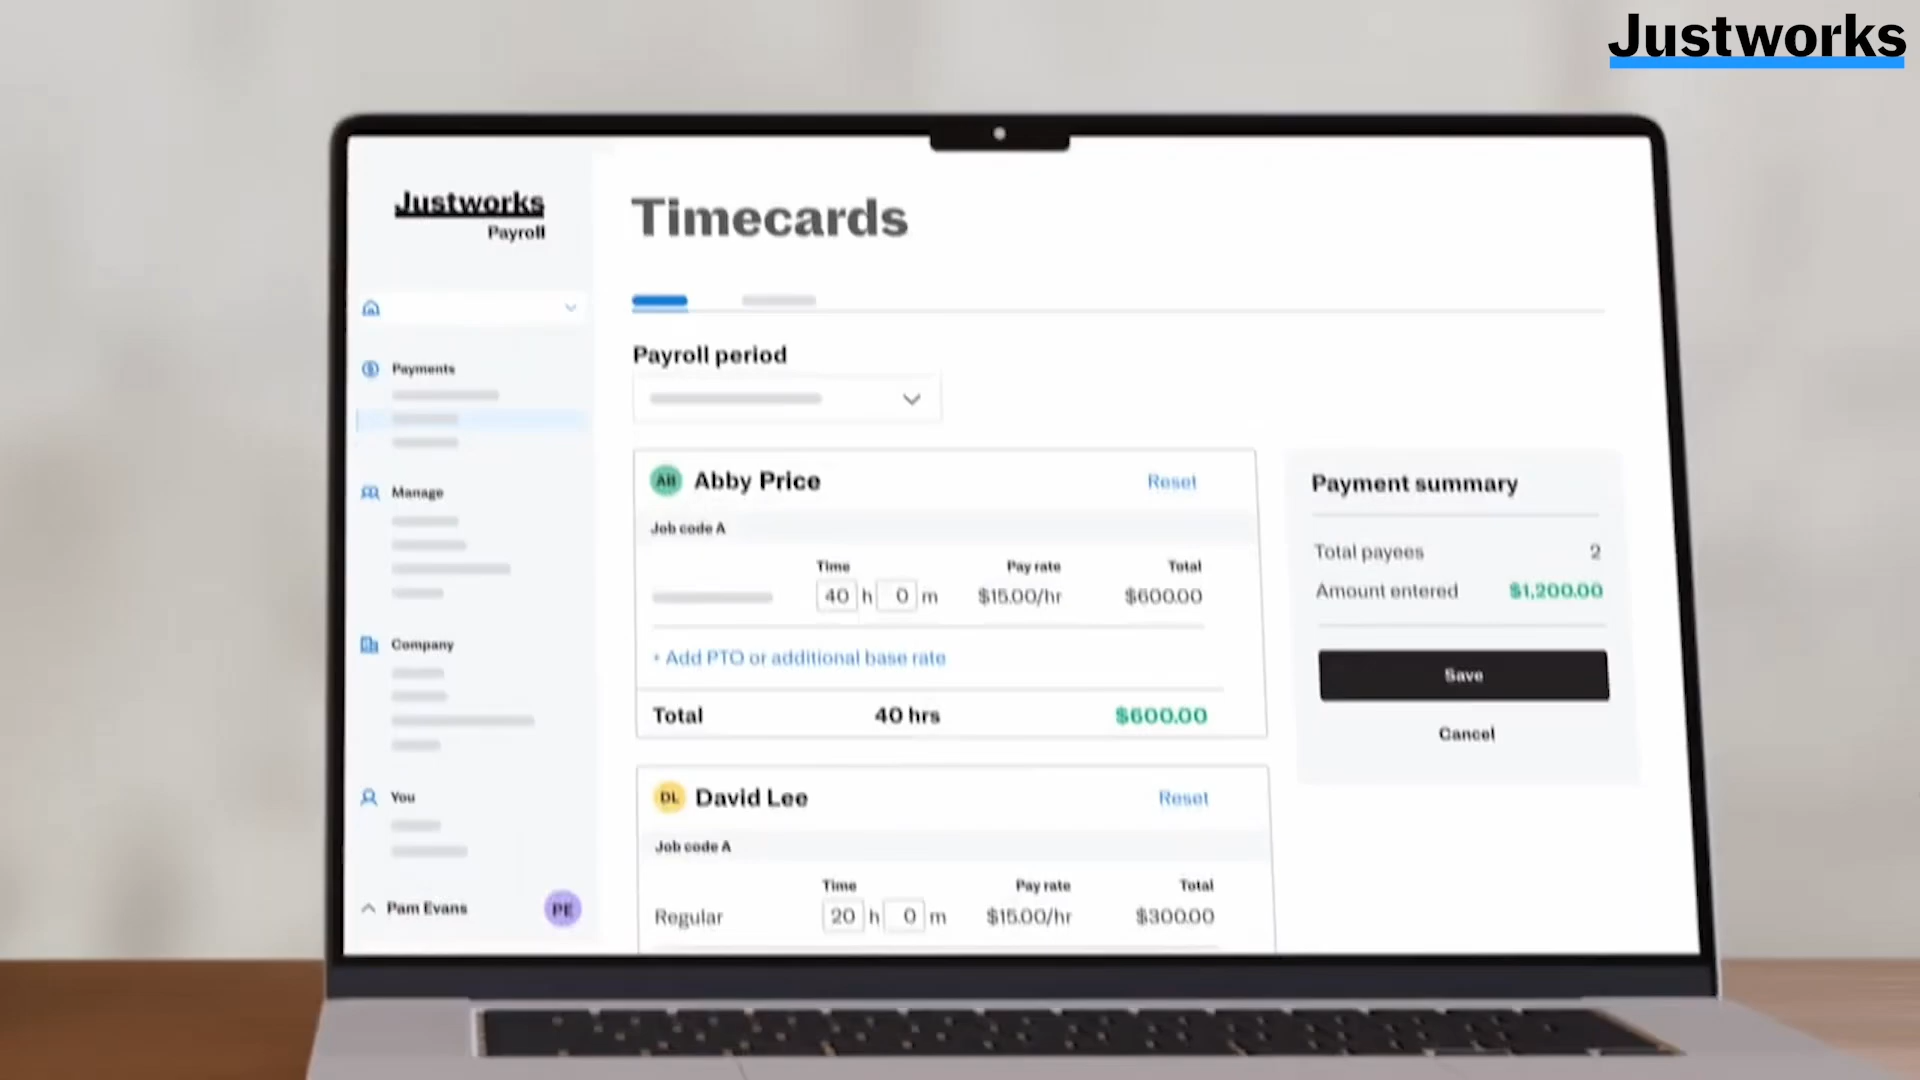 Justworks
Justworks
Payroll
Timecards
Payments
Payroll period
Manage
AB Abby Price Reset
Payment summary
Job code A
Total payees 2
Time Pay rate Total
40 h 0 m $15.00/hr $600.00
Amount entered $1,200.00
+ Add PTO or additional base rate
Save
Company
Total 40 hrs $600.00
Cancel
You
DL David Lee Reset
Job code A
Time Pay rate Total
Regular 20 h 0 m $15.00/hr $300.00
Pam Evans PE